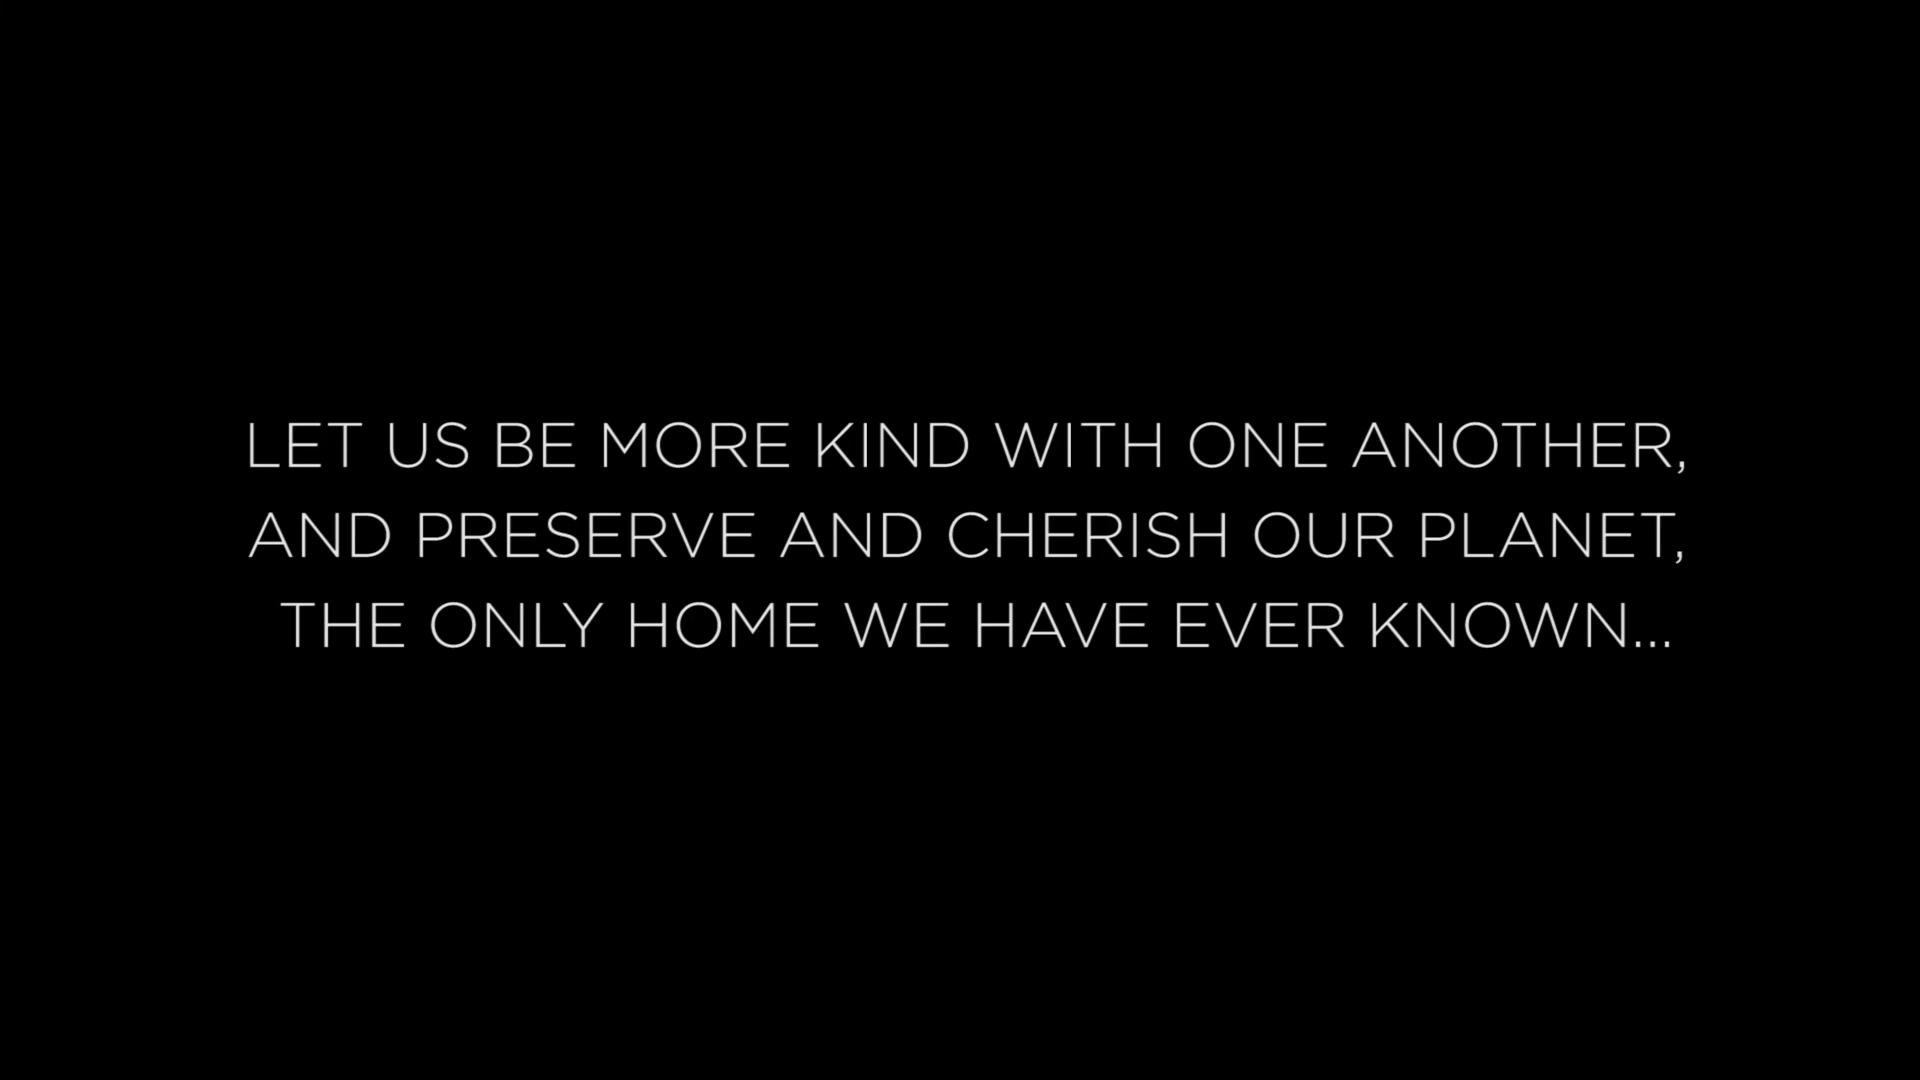 LET US BE MORE KIND WITH ONE ANOTHER,
AND PRESERVE AND CHERISH OUR PLANET,
THE ONLY HOME WE HAVE EVER KNOWN...